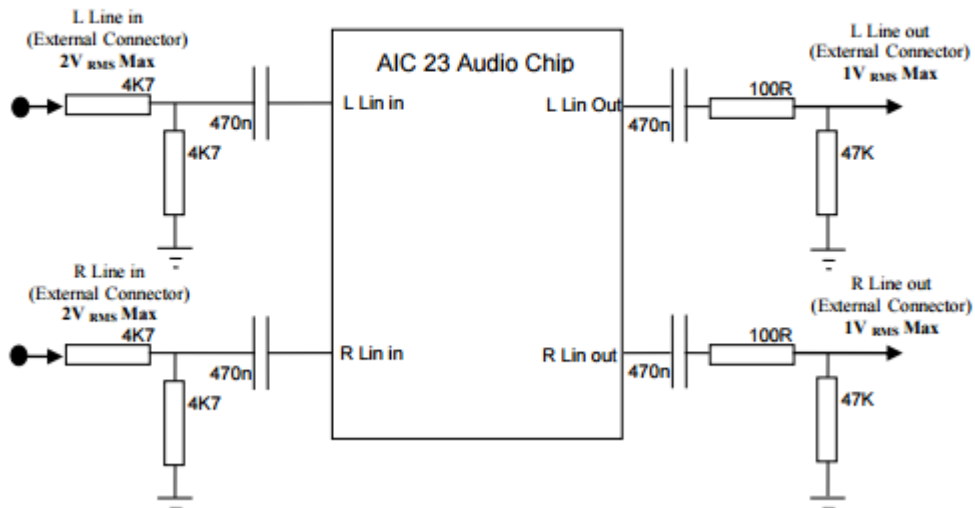 L Line in
(External Connector)
2V RMS Max
4K7
470n
4K7
L Line out
(External Connector)
1V RMS Max
100R
470n
47K
AIC 23 Audio Chip
L Lin in
L Lin Out
R Line in
(External Connector)
2V RMS Max
4K7
470n
4K7
R Line out
(External Connector)
1V RMS Max
100R
470n
47K
R Lin in
R Lin out